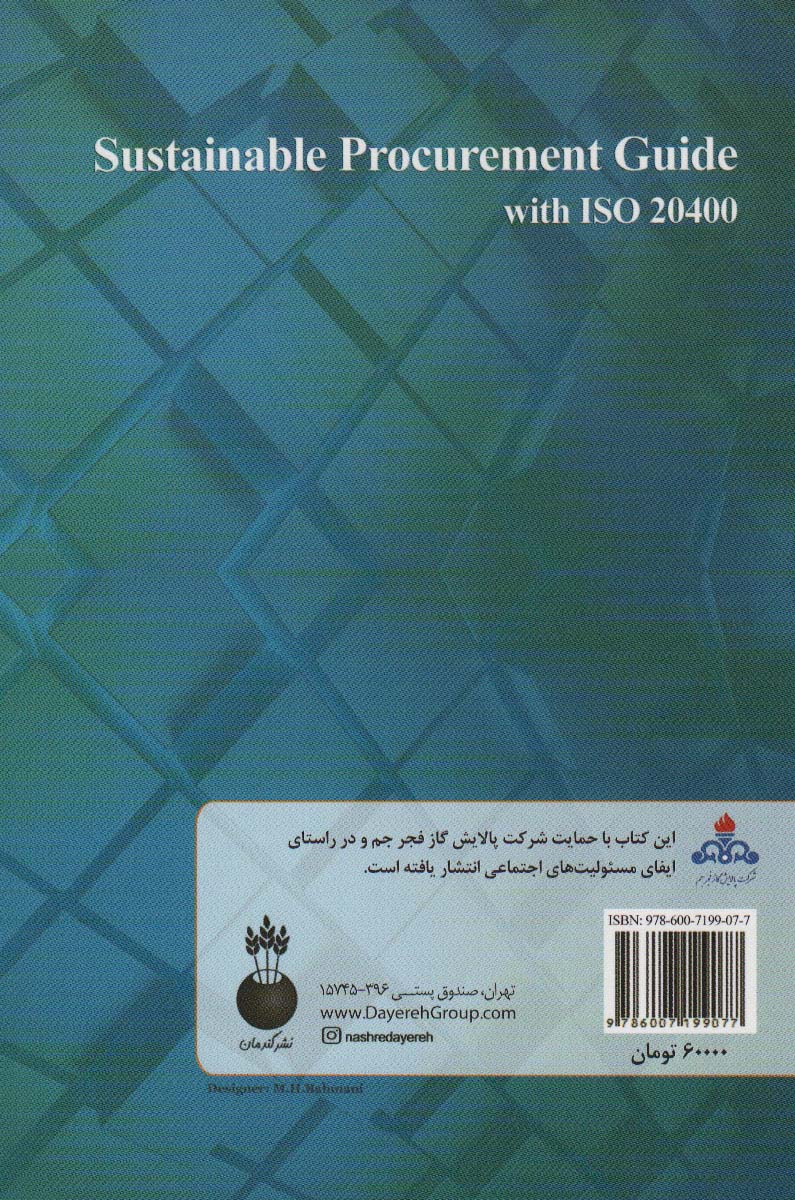 Sustainable Procurement Guide
with ISO 20400
این کتاب با حمایت شرکت پالایش گاز فجر جم و در راستای
ایفای مسئولیت‌های اجتماعی انتشار یافته است.
شرکت پالایش گاز فجر جم
ISBN: 978-600-7199-07-7
9 786007 199077
۶۰۰۰۰ تومان
تهران، صندوق پستی ۳۹۶-۱۵۷۴۵
www.DayerehGroup.com
nashredayereh
نشر گندمان
Designer: M.H.Rahmani